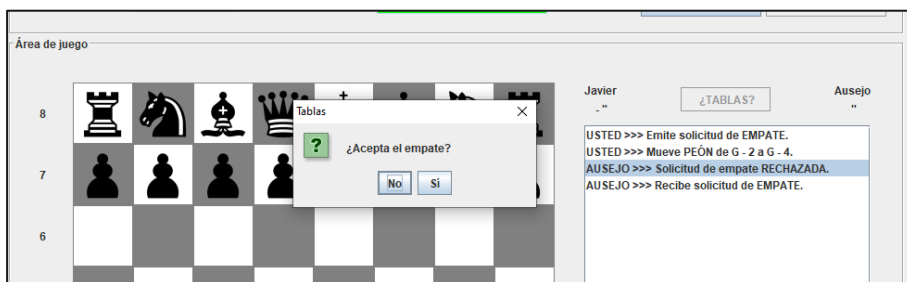 Área de juego
8
7
6
Tablas
¿Acepta el empate?
No
Sí
Javier
- "
¿TABLAS?
Ausejo
"
USTED >>> Emite solicitud de EMPATE.
USTED >>> Mueve PEÓN de G - 2 a G - 4.
AUSEJO >>> Solicitud de empate RECHAZADA.
AUSEJO >>> Recibe solicitud de EMPATE.